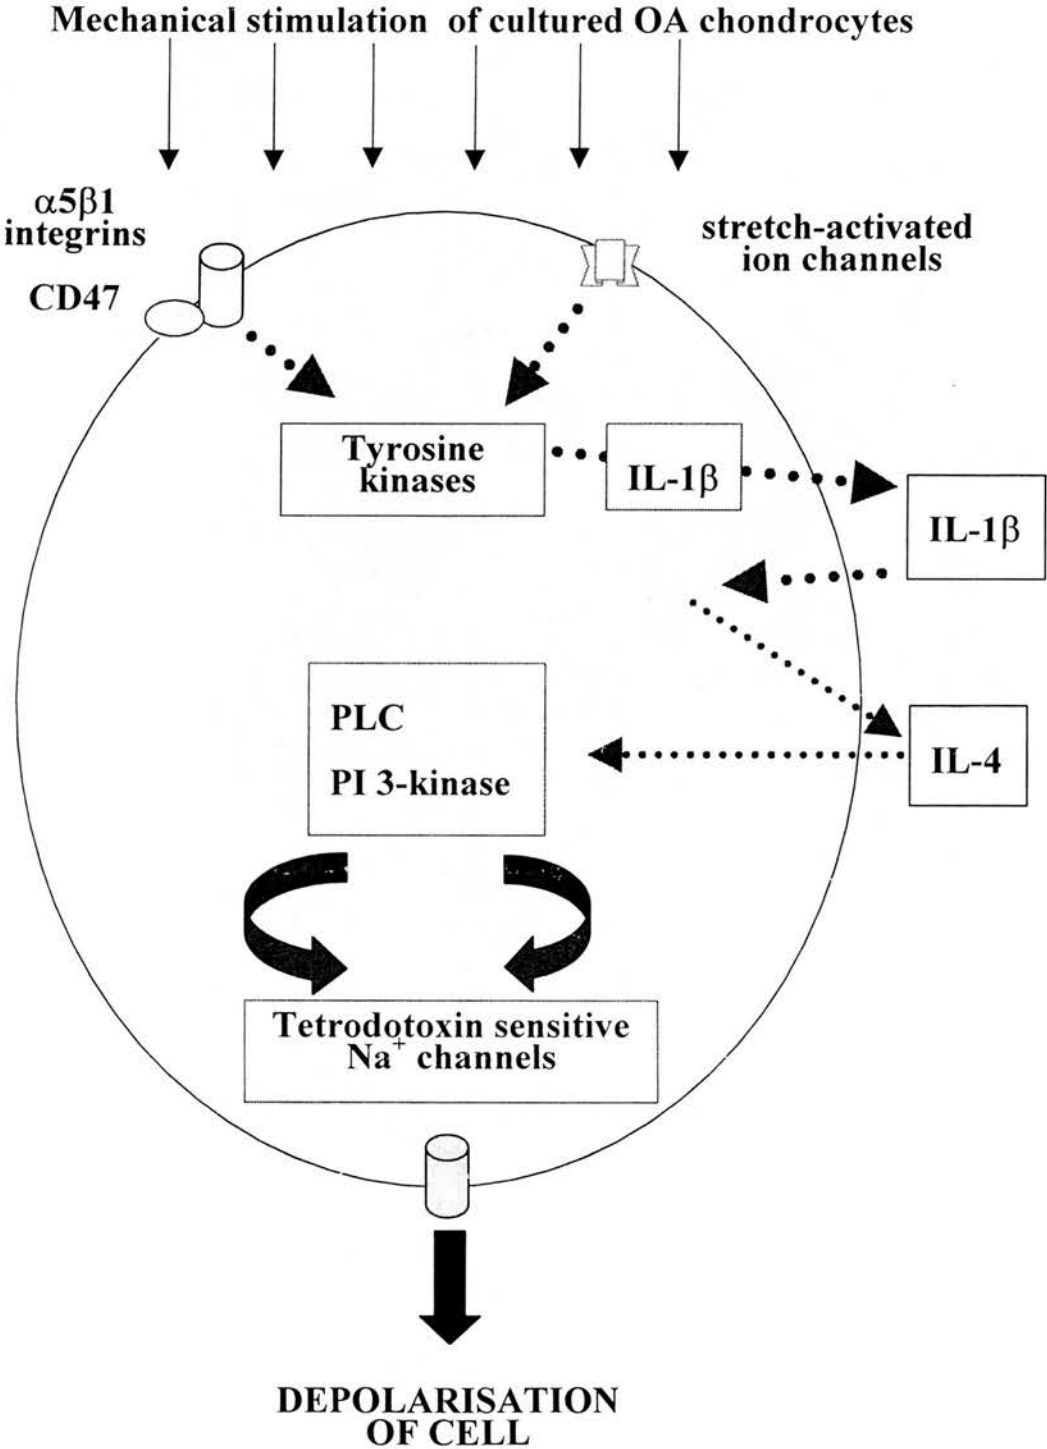 Mechanical stimulation of cultured OA chondrocytes
α5β1
integrins
CD47
stretch-activated
ion channels
Tyrosine
kinases
IL-1β
IL-1β
PLC
PI 3-kinase
IL-4
Tetrodotoxin sensitive
Na⁺ channels
DEPOLARISATION
OF CELL